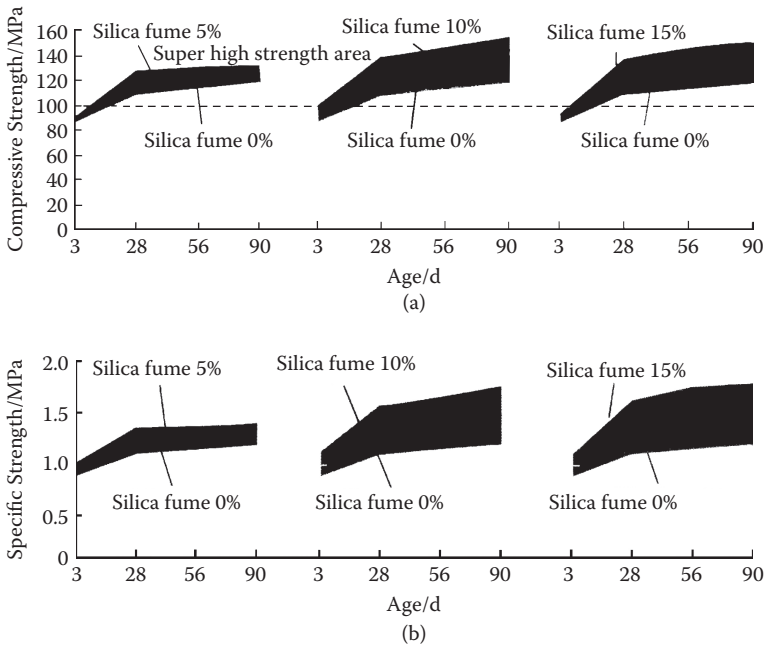 Compressive Strength/MPa
160
140
120
100
80
60
40
20
0
Silica fume 5%
Super high strength area
Silica fume 0%
Silica fume 10%
Silica fume 0%
Silica fume 15%
Silica fume 0%
3 28 56 90 3 28 56 90 3 28 56 90
Age/d
(a)
Specific Strength/MPa
2.0
1.5
1.0
0.5
0
Silica fume 5%
Silica fume 0%
Silica fume 10%
Silica fume 0%
Silica fume 15%
Silica fume 0%
3 28 56 90 3 28 56 90 3 28 56 90
Age/d
(b)